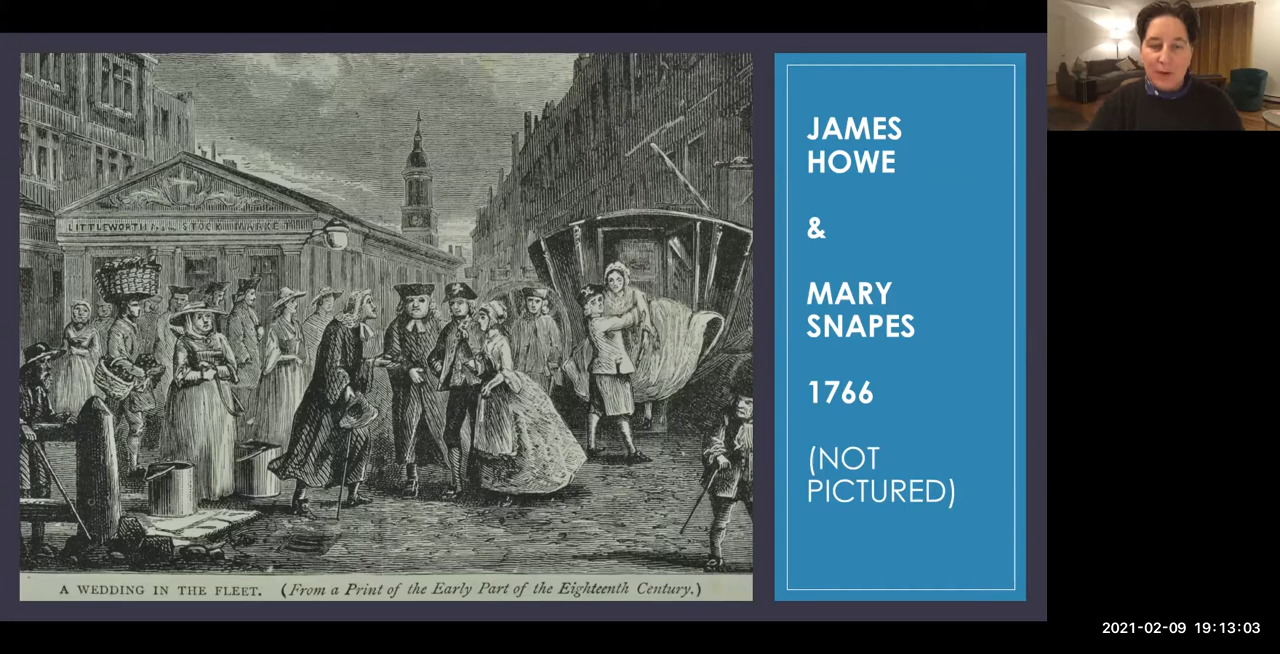 JAMES
HOWE
&
MARY
SNAPES
1766
(NOT
PICTURED)
LITTLEWORTH STOCK MARKET
A WEDDING IN THE FLEET. (From a Print of the Early Part of the Eighteenth Century.)
2021-02-09 19:13:03